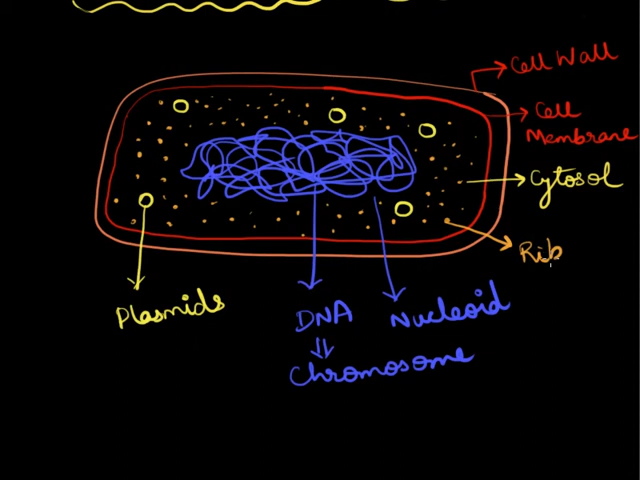 Cell Wall
Cell
Membrane
Cytosol
Rib
Plasmids
DNA
Nucleoid
⇓
Chromosome